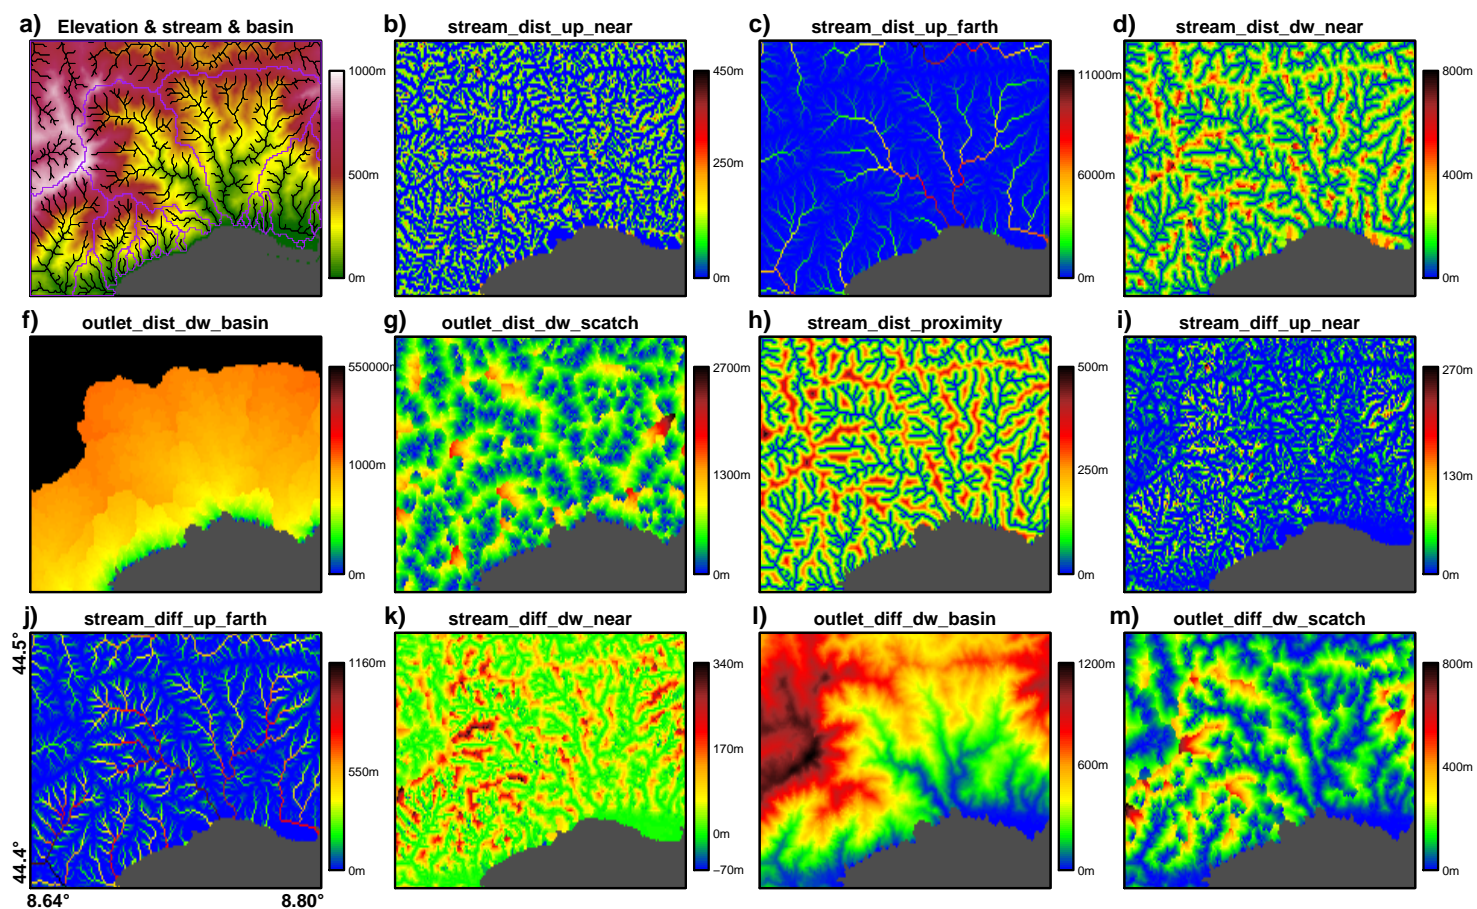 a) Elevation & stream & basin
1000m
500m
0m
b) stream_dist_up_near
450m
250m
0m
c) stream_dist_up_farth
11000m
6000m
0m
d) stream_dist_dw_near
800m
400m
0m
f) outlet_dist_dw_basin
550000m
1000m
0m
g) outlet_dist_dw_scatch
2700m
1300m
0m
h) stream_dist_proximity
500m
250m
0m
i) stream_diff_up_near
270m
130m
0m
j) stream_diff_up_farth
1160m
550m
0m
44.5°
44.4°
8.64°
8.80°
k) stream_diff_dw_near
340m
170m
0m
−70m
l) outlet_diff_dw_basin
1200m
600m
0m
m) outlet_diff_dw_scatch
800m
400m
0m